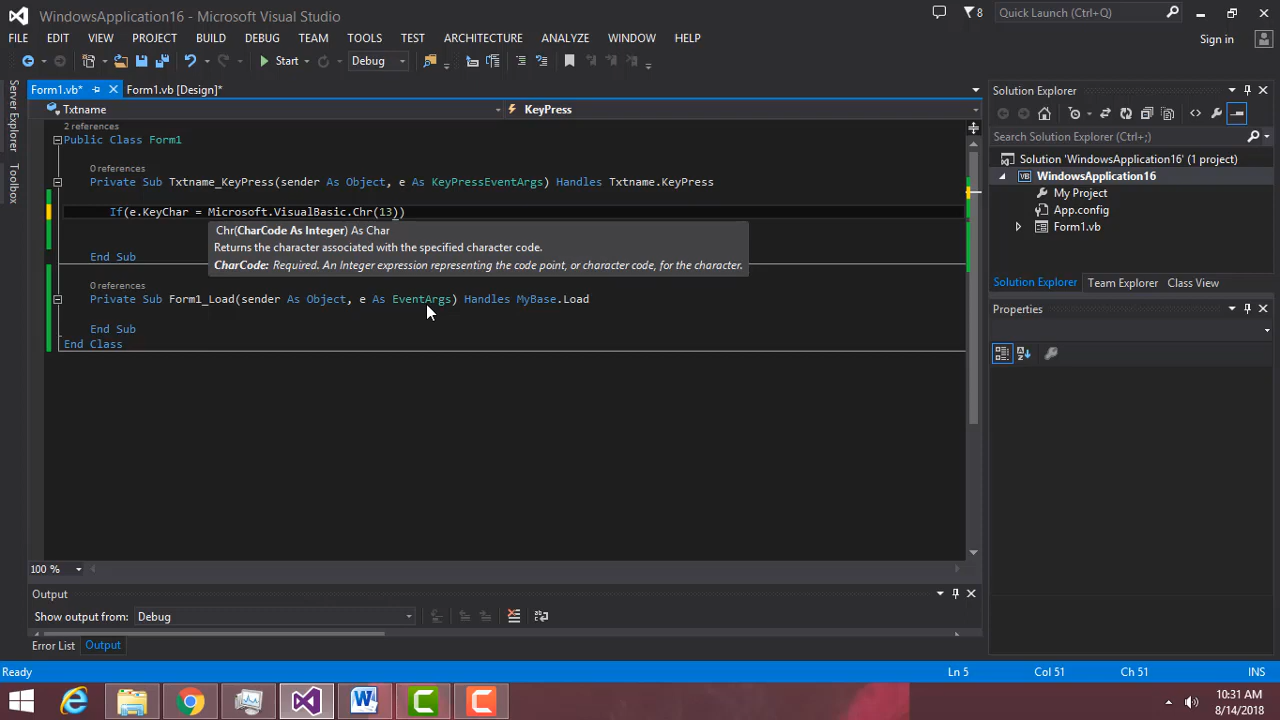 WindowsApplication16 - Microsoft Visual Studio
8
Quick Launch (Ctrl+Q)
FILE EDIT VIEW PROJECT BUILD DEBUG TEAM TOOLS TEST ARCHITECTURE ANALYZE WINDOW HELP
Sign in
Start Debug
Server Explorer
Toolbox
Form1.vb* Form1.vb [Design]*
Txtname KeyPress
2 references
Public Class Form1
0 references
Private Sub Txtname_KeyPress(sender As Object, e As KeyPressEventArgs) Handles Txtname.KeyPress
If(e.KeyChar = Microsoft.VisualBasic.Chr(13))
Chr(CharCode As Integer) As Char
Returns the character associated with the specified character code.
CharCode: Required. An Integer expression representing the code point, or character code, for the character.
End Sub
0 references
Private Sub Form1_Load(sender As Object, e As EventArgs) Handles MyBase.Load
End Sub
End Class
100 %
Output
Show output from: Debug
Error List Output
Solution Explorer
Search Solution Explorer (Ctrl+;)
Solution 'WindowsApplication16' (1 project)
WindowsApplication16
My Project
App.config
Form1.vb
Solution Explorer Team Explorer Class View
Properties
Ready Ln 5 Col 51 Ch 51 INS
10:31 AM
8/14/2018